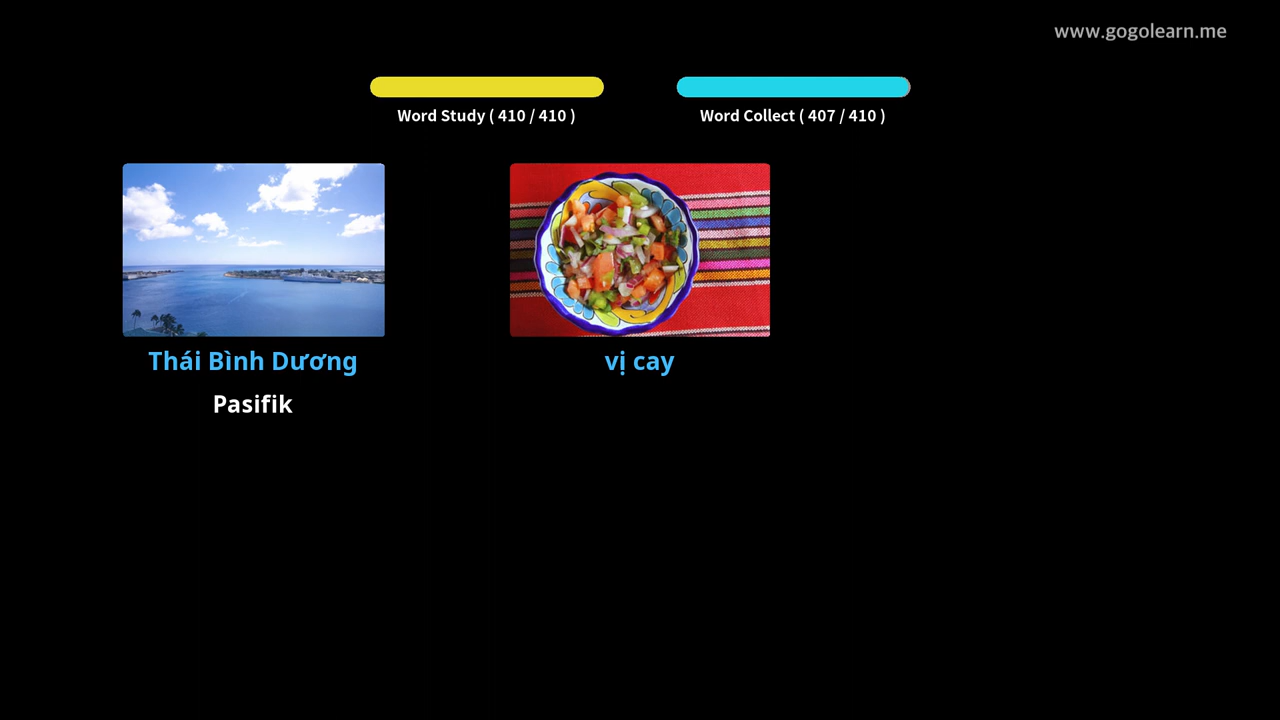 www.gogolearn.me
Word Study ( 410 / 410 )
Word Collect ( 407 / 410 )
Thái Bình Dương
Pasifik
vị cay